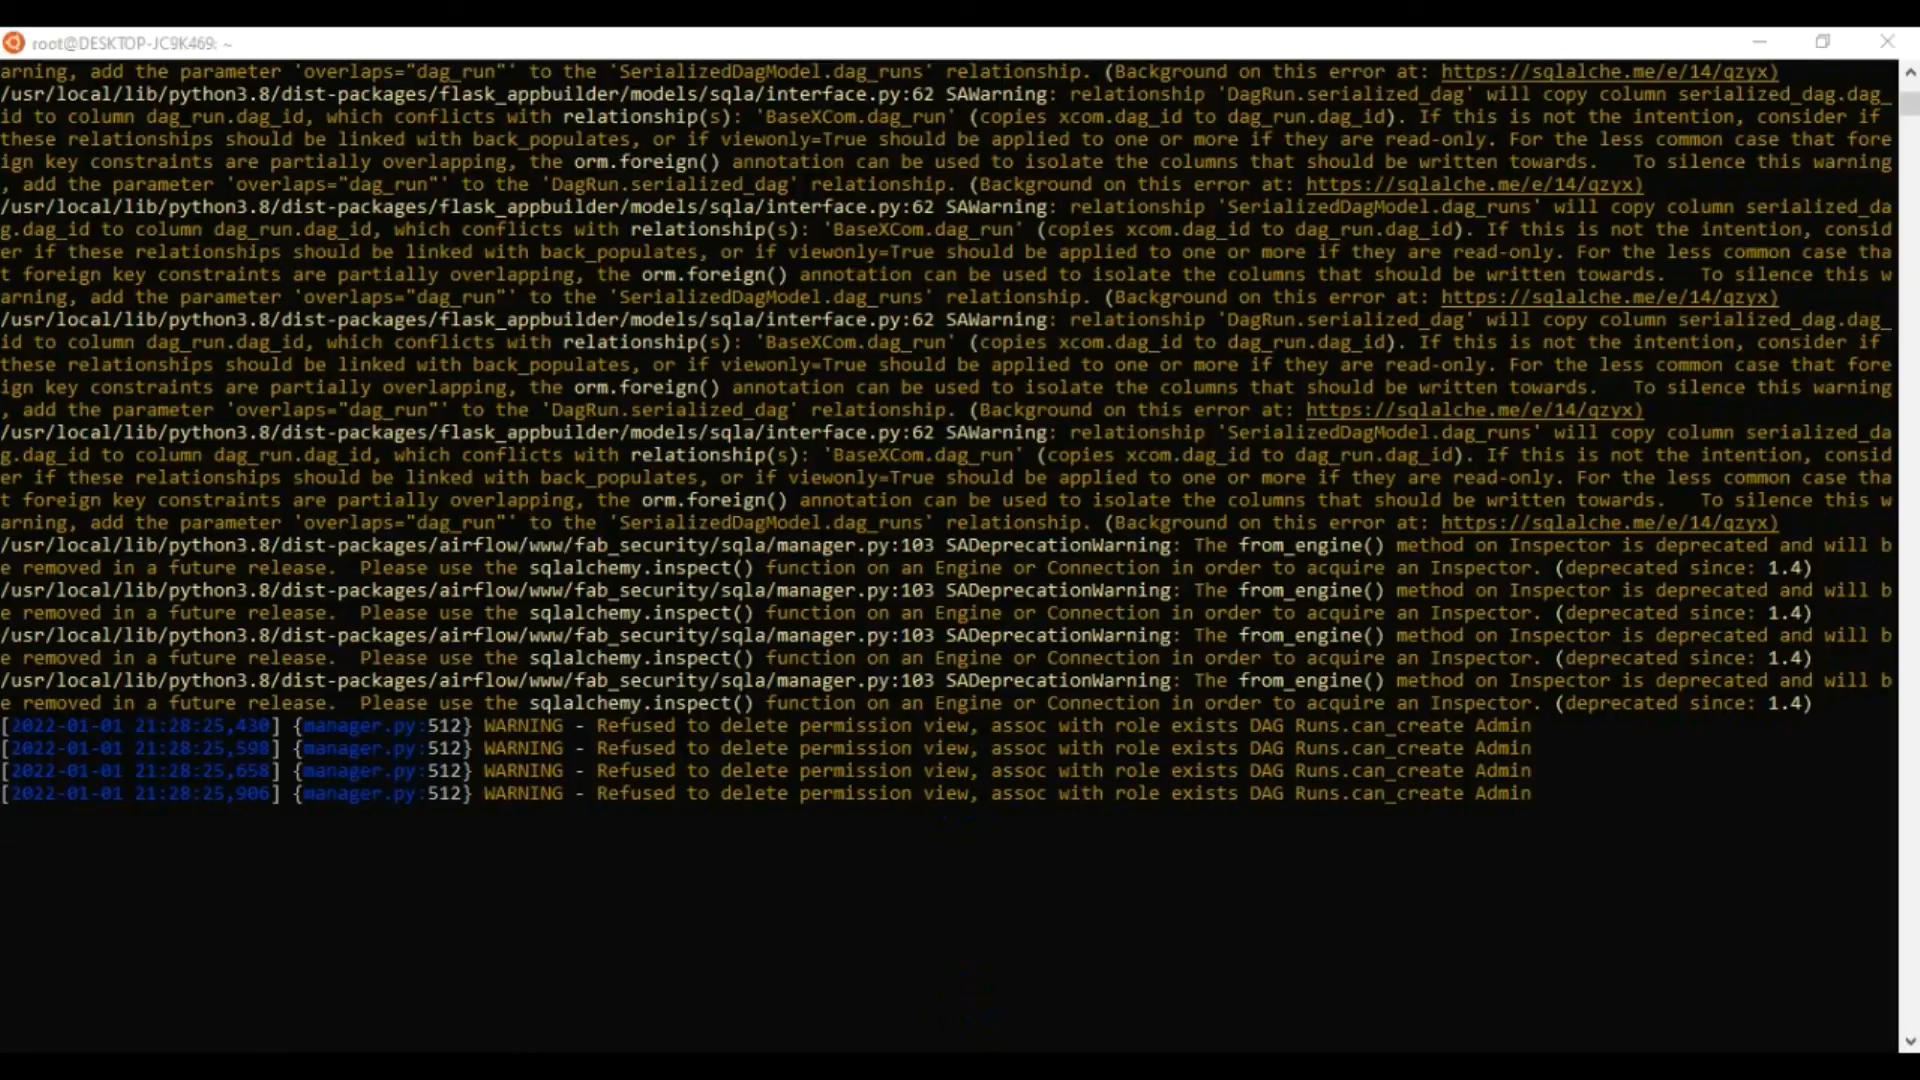 root@DESKTOP-JC9K469: ~
arning, add the parameter 'overlaps="dag_run"' to the 'SerializedDagModel.dag_runs' relationship. (Background on this error at: https://sqlalche.me/e/14/qzyx)
/usr/local/lib/python3.8/dist-packages/flask_appbuilder/models/sqla/interface.py:62 SAWarning: relationship 'DagRun.serialized_dag' will copy column serialized_dag.dag_
id to column dag_run.dag_id, which conflicts with relationship(s): 'BaseXCom.dag_run' (copies xcom.dag_id to dag_run.dag_id). If this is not the intention, consider if
these relationships should be linked with back_populates, or if viewonly=True should be applied to one or more if they are read-only. For the less common case that fore
ign key constraints are partially overlapping, the orm.foreign() annotation can be used to isolate the columns that should be written towards.   To silence this warning
, add the parameter 'overlaps="dag_run"' to the 'DagRun.serialized_dag' relationship. (Background on this error at: https://sqlalche.me/e/14/qzyx)
/usr/local/lib/python3.8/dist-packages/flask_appbuilder/models/sqla/interface.py:62 SAWarning: relationship 'SerializedDagModel.dag_runs' will copy column serialized_da
g.dag_id to column dag_run.dag_id, which conflicts with relationship(s): 'BaseXCom.dag_run' (copies xcom.dag_id to dag_run.dag_id). If this is not the intention, consid
er if these relationships should be linked with back_populates, or if viewonly=True should be applied to one or more if they are read-only. For the less common case tha
t foreign key constraints are partially overlapping, the orm.foreign() annotation can be used to isolate the columns that should be written towards.   To silence this w
arning, add the parameter 'overlaps="dag_run"' to the 'SerializedDagModel.dag_runs' relationship. (Background on this error at: https://sqlalche.me/e/14/qzyx)
/usr/local/lib/python3.8/dist-packages/flask_appbuilder/models/sqla/interface.py:62 SAWarning: relationship 'DagRun.serialized_dag' will copy column serialized_dag.dag_
id to column dag_run.dag_id, which conflicts with relationship(s): 'BaseXCom.dag_run' (copies xcom.dag_id to dag_run.dag_id). If this is not the intention, consider if
these relationships should be linked with back_populates, or if viewonly=True should be applied to one or more if they are read-only. For the less common case that fore
ign key constraints are partially overlapping, the orm.foreign() annotation can be used to isolate the columns that should be written towards.   To silence this warning
, add the parameter 'overlaps="dag_run"' to the 'DagRun.serialized_dag' relationship. (Background on this error at: https://sqlalche.me/e/14/qzyx)
/usr/local/lib/python3.8/dist-packages/flask_appbuilder/models/sqla/interface.py:62 SAWarning: relationship 'SerializedDagModel.dag_runs' will copy column serialized_da
g.dag_id to column dag_run.dag_id, which conflicts with relationship(s): 'BaseXCom.dag_run' (copies xcom.dag_id to dag_run.dag_id). If this is not the intention, consid
er if these relationships should be linked with back_populates, or if viewonly=True should be applied to one or more if they are read-only. For the less common case tha
t foreign key constraints are partially overlapping, the orm.foreign() annotation can be used to isolate the columns that should be written towards.   To silence this w
arning, add the parameter 'overlaps="dag_run"' to the 'SerializedDagModel.dag_runs' relationship. (Background on this error at: https://sqlalche.me/e/14/qzyx)
/usr/local/lib/python3.8/dist-packages/airflow/www/fab_security/sqla/manager.py:103 SADeprecationWarning: The from_engine() method on Inspector is deprecated and will b
e removed in a future release.  Please use the sqlalchemy.inspect() function on an Engine or Connection in order to acquire an Inspector. (deprecated since: 1.4)
/usr/local/lib/python3.8/dist-packages/airflow/www/fab_security/sqla/manager.py:103 SADeprecationWarning: The from_engine() method on Inspector is deprecated and will b
e removed in a future release.  Please use the sqlalchemy.inspect() function on an Engine or Connection in order to acquire an Inspector. (deprecated since: 1.4)
/usr/local/lib/python3.8/dist-packages/airflow/www/fab_security/sqla/manager.py:103 SADeprecationWarning: The from_engine() method on Inspector is deprecated and will b
e removed in a future release.  Please use the sqlalchemy.inspect() function on an Engine or Connection in order to acquire an Inspector. (deprecated since: 1.4)
/usr/local/lib/python3.8/dist-packages/airflow/www/fab_security/sqla/manager.py:103 SADeprecationWarning: The from_engine() method on Inspector is deprecated and will b
e removed in a future release.  Please use the sqlalchemy.inspect() function on an Engine or Connection in order to acquire an Inspector. (deprecated since: 1.4)
[2022-01-01 21:28:25,430] {manager.py:512} WARNING - Refused to delete permission view, assoc with role exists DAG Runs.can_create Admin
[2022-01-01 21:28:25,598] {manager.py:512} WARNING - Refused to delete permission view, assoc with role exists DAG Runs.can_create Admin
[2022-01-01 21:28:25,658] {manager.py:512} WARNING - Refused to delete permission view, assoc with role exists DAG Runs.can_create Admin
[2022-01-01 21:28:25,906] {manager.py:512} WARNING - Refused to delete permission view, assoc with role exists DAG Runs.can_create Admin